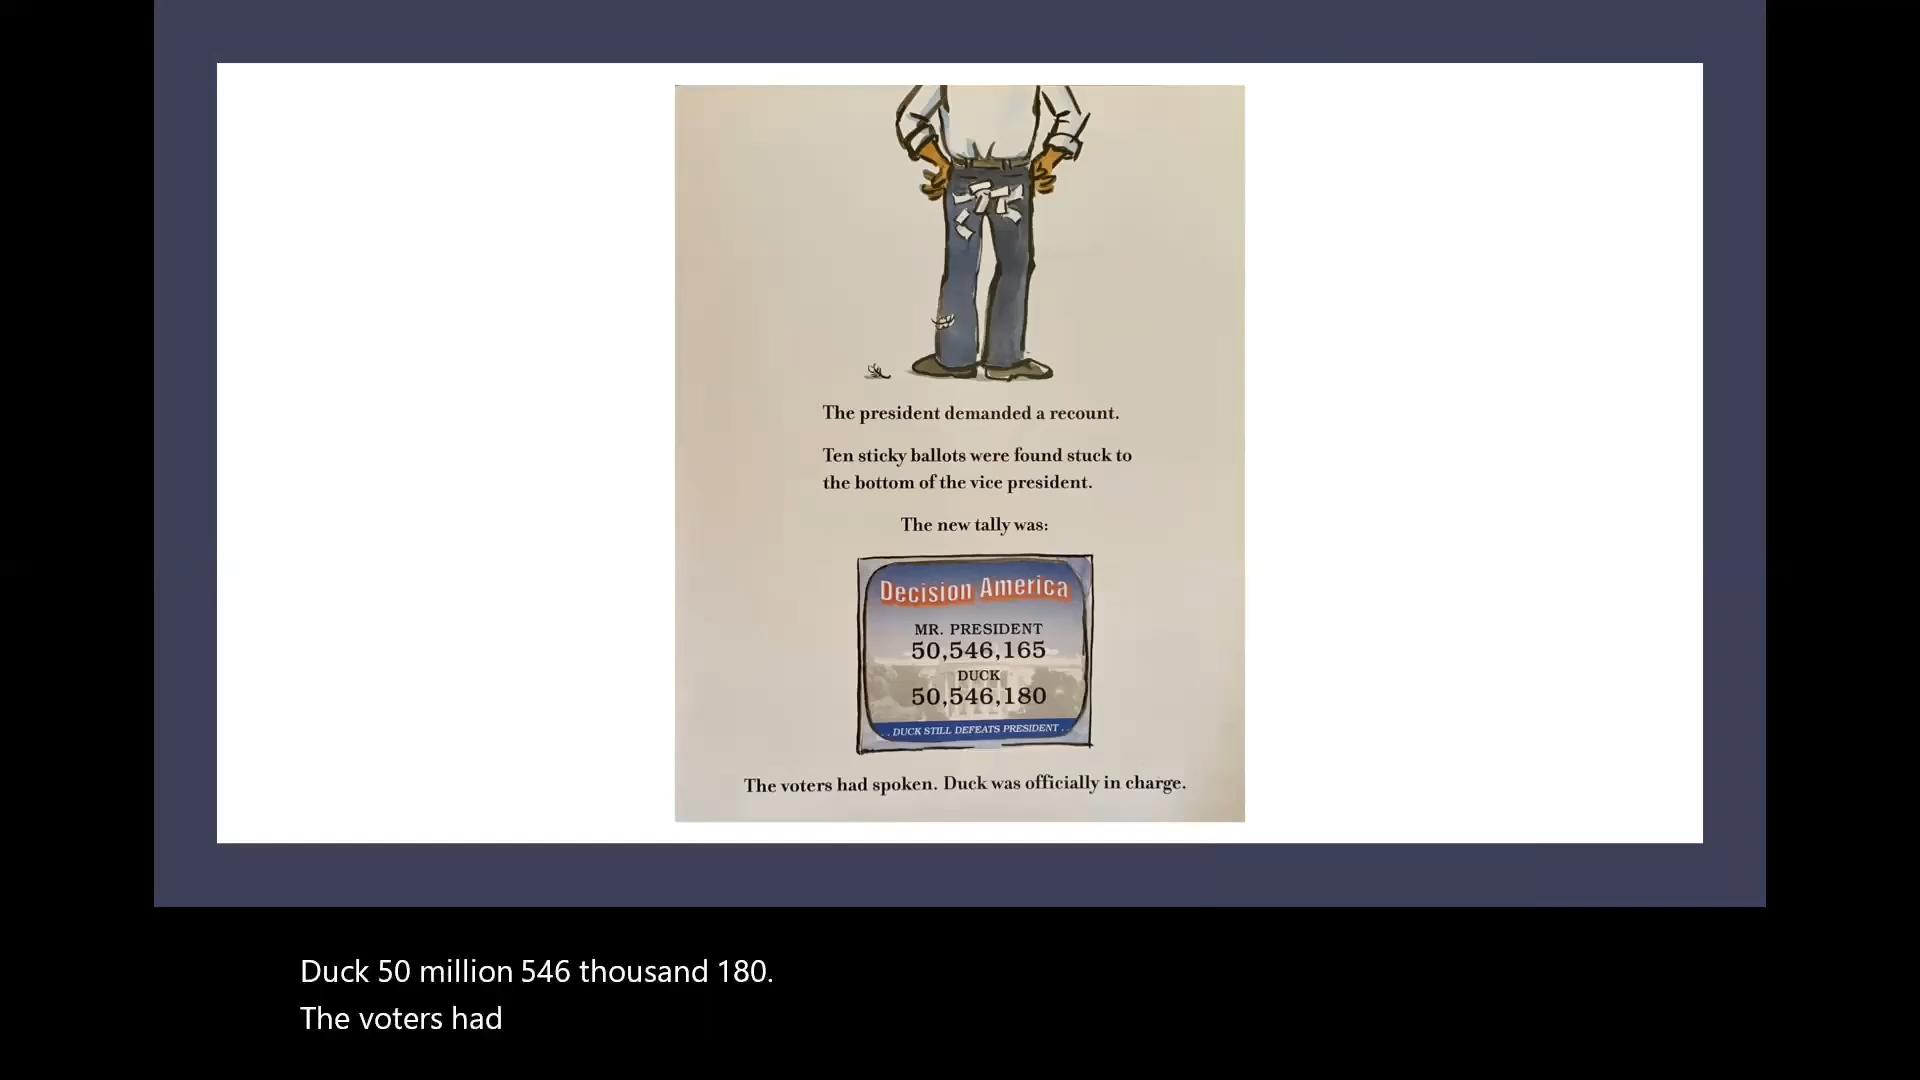 The president demanded a recount.
Ten sticky ballots were found stuck to
the bottom of the vice president.
The new tally was:
Decision America
MR. PRESIDENT
50,546,165
DUCK
50,546,180
. . DUCK STILL DEFEATS PRESIDENT . .
The voters had spoken. Duck was officially in charge.
Duck 50 million 546 thousand 180.
The voters had